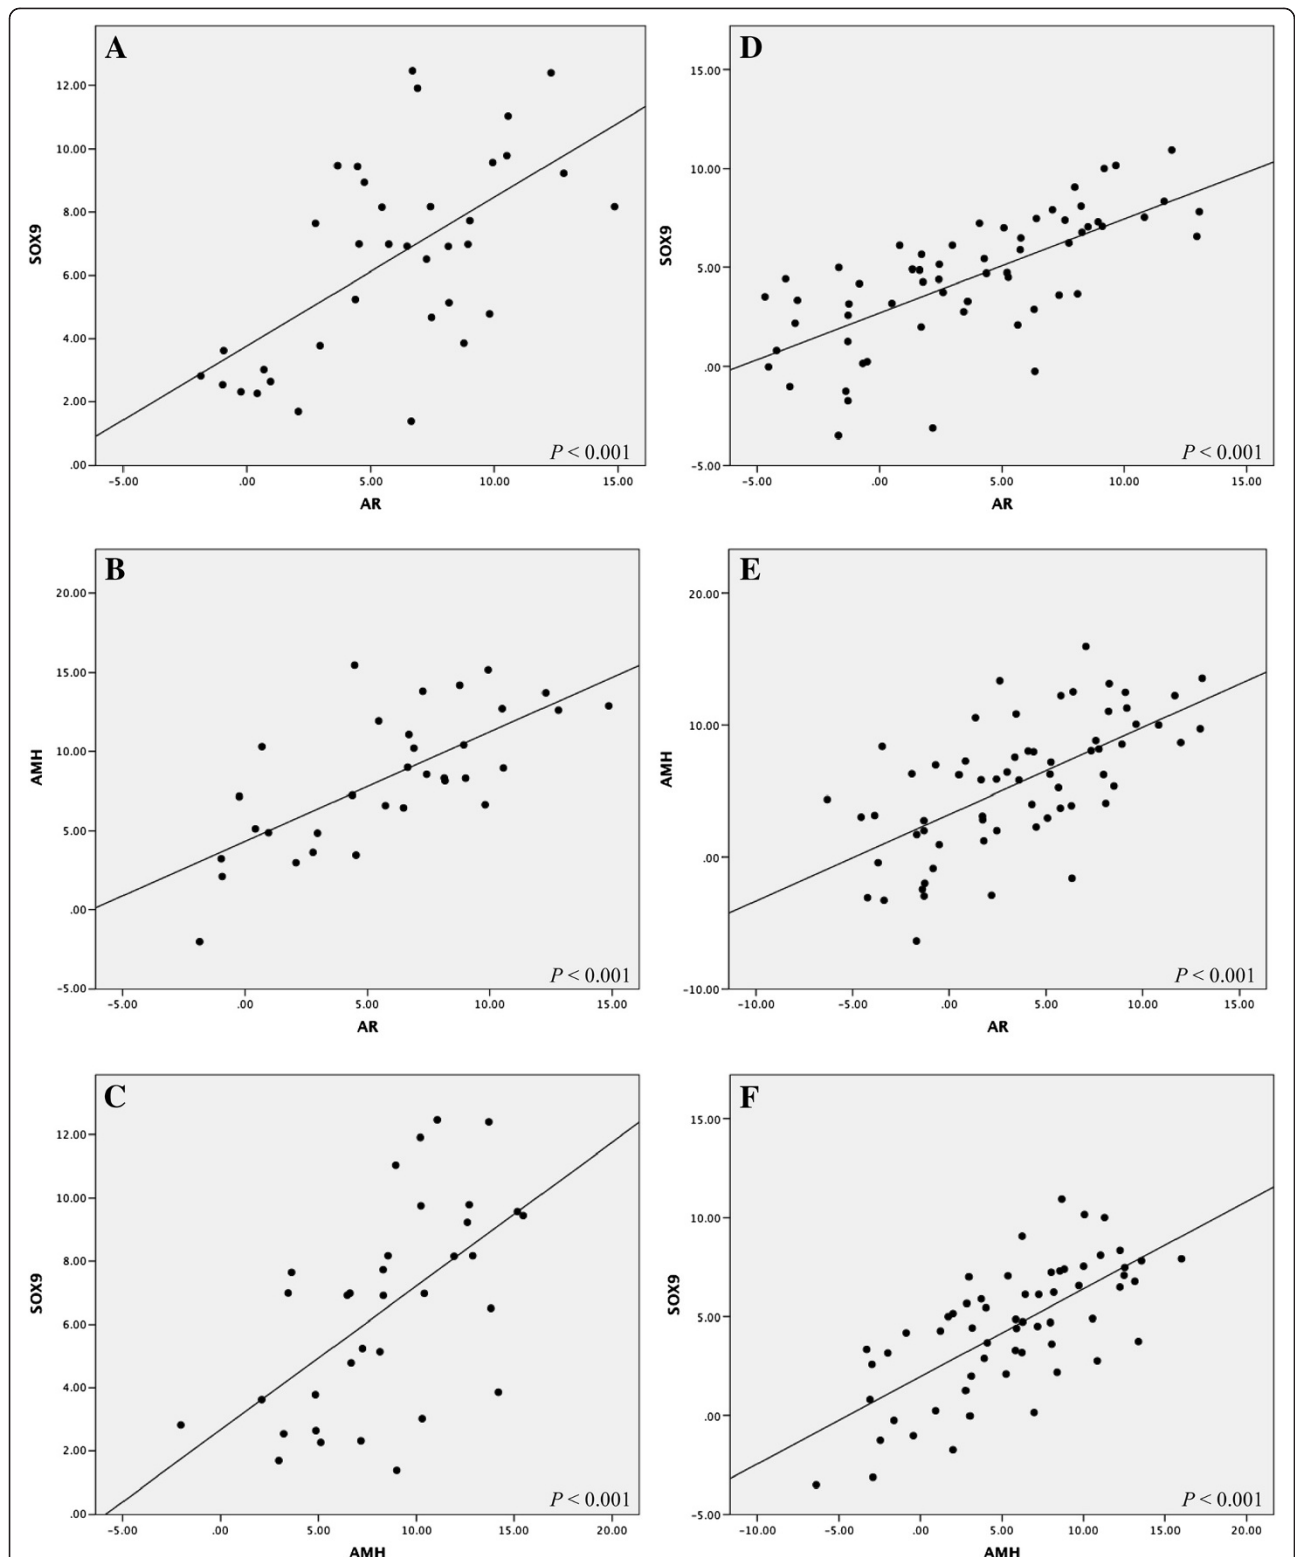 A
SOX9
12.00
10.00
8.00
6.00
4.00
2.00
.00
P < 0.001
-5.00 .00 5.00 10.00 15.00
AR
D
SOX9
15.00
10.00
5.00
.00
-5.00
P < 0.001
-5.00 .00 5.00 10.00 15.00
AR
B
AMH
20.00
15.00
10.00
5.00
.00
-5.00
P < 0.001
-5.00 .00 5.00 10.00 15.00
AR
E
AMH
20.00
10.00
.00
-10.00
P < 0.001
-10.00 -5.00 .00 5.00 10.00 15.00
AR
C
SOX9
12.00
10.00
8.00
6.00
4.00
2.00
.00
P < 0.001
-5.00 .00 5.00 10.00 15.00 20.00
AMH
F
SOX9
15.00
10.00
5.00
.00
-5.00
P < 0.001
-10.00 -5.00 .00 5.00 10.00 15.00 20.00
AMH